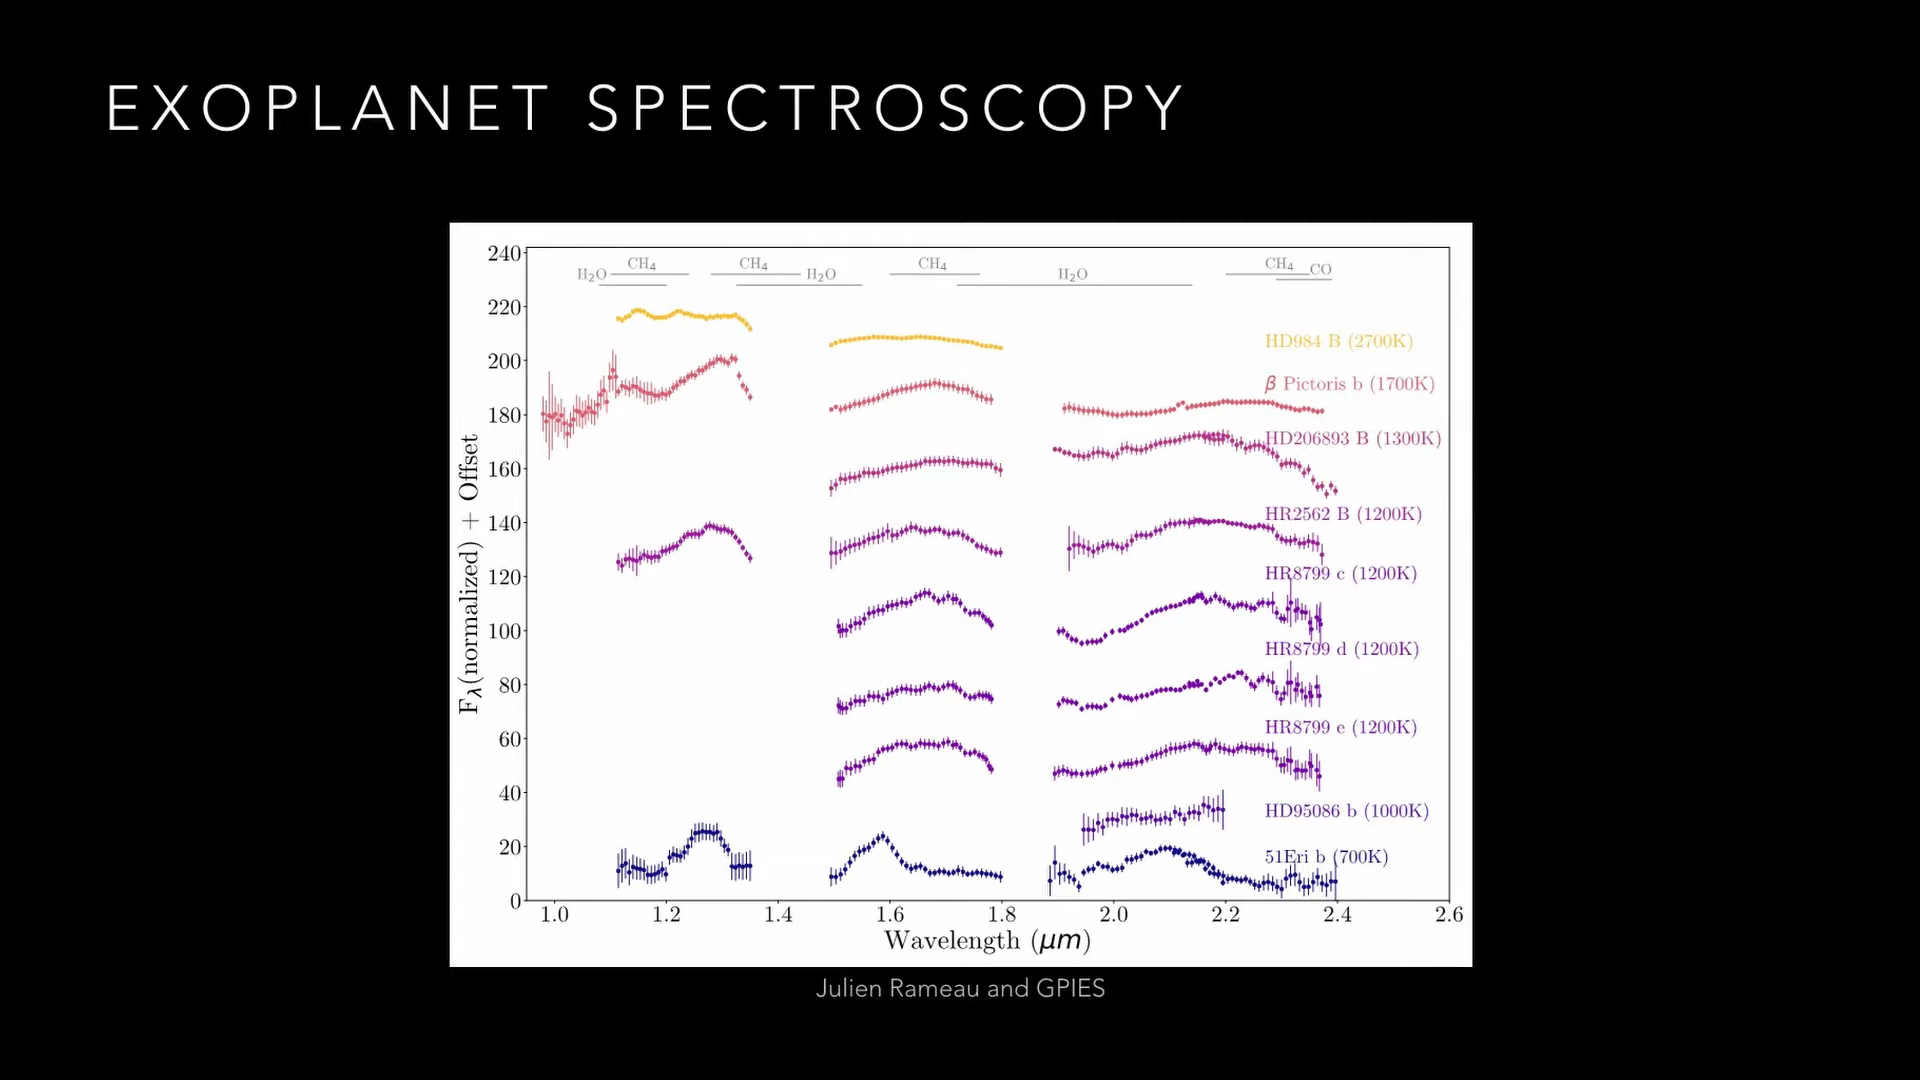 EXOPLANET SPECTROSCOPY
240
220
200
180
160
140
120
100
80
60
40
20
0
F𝛌(normalized) + Offset
H₂O
CH₄
CH₄
H₂O
CH₄
H₂O
CH₄
CO
HD984 B (2700K)
β Pictoris b (1700K)
HD206893 B (1300K)
HR2562 B (1200K)
HR8799 c (1200K)
HR8799 d (1200K)
HR8799 e (1200K)
HD95086 b (1000K)
51Eri b (700K)
1.0 1.2 1.4 1.6 1.8 2.0 2.2 2.4 2.6
Wavelength (μm)
Julien Rameau and GPIES